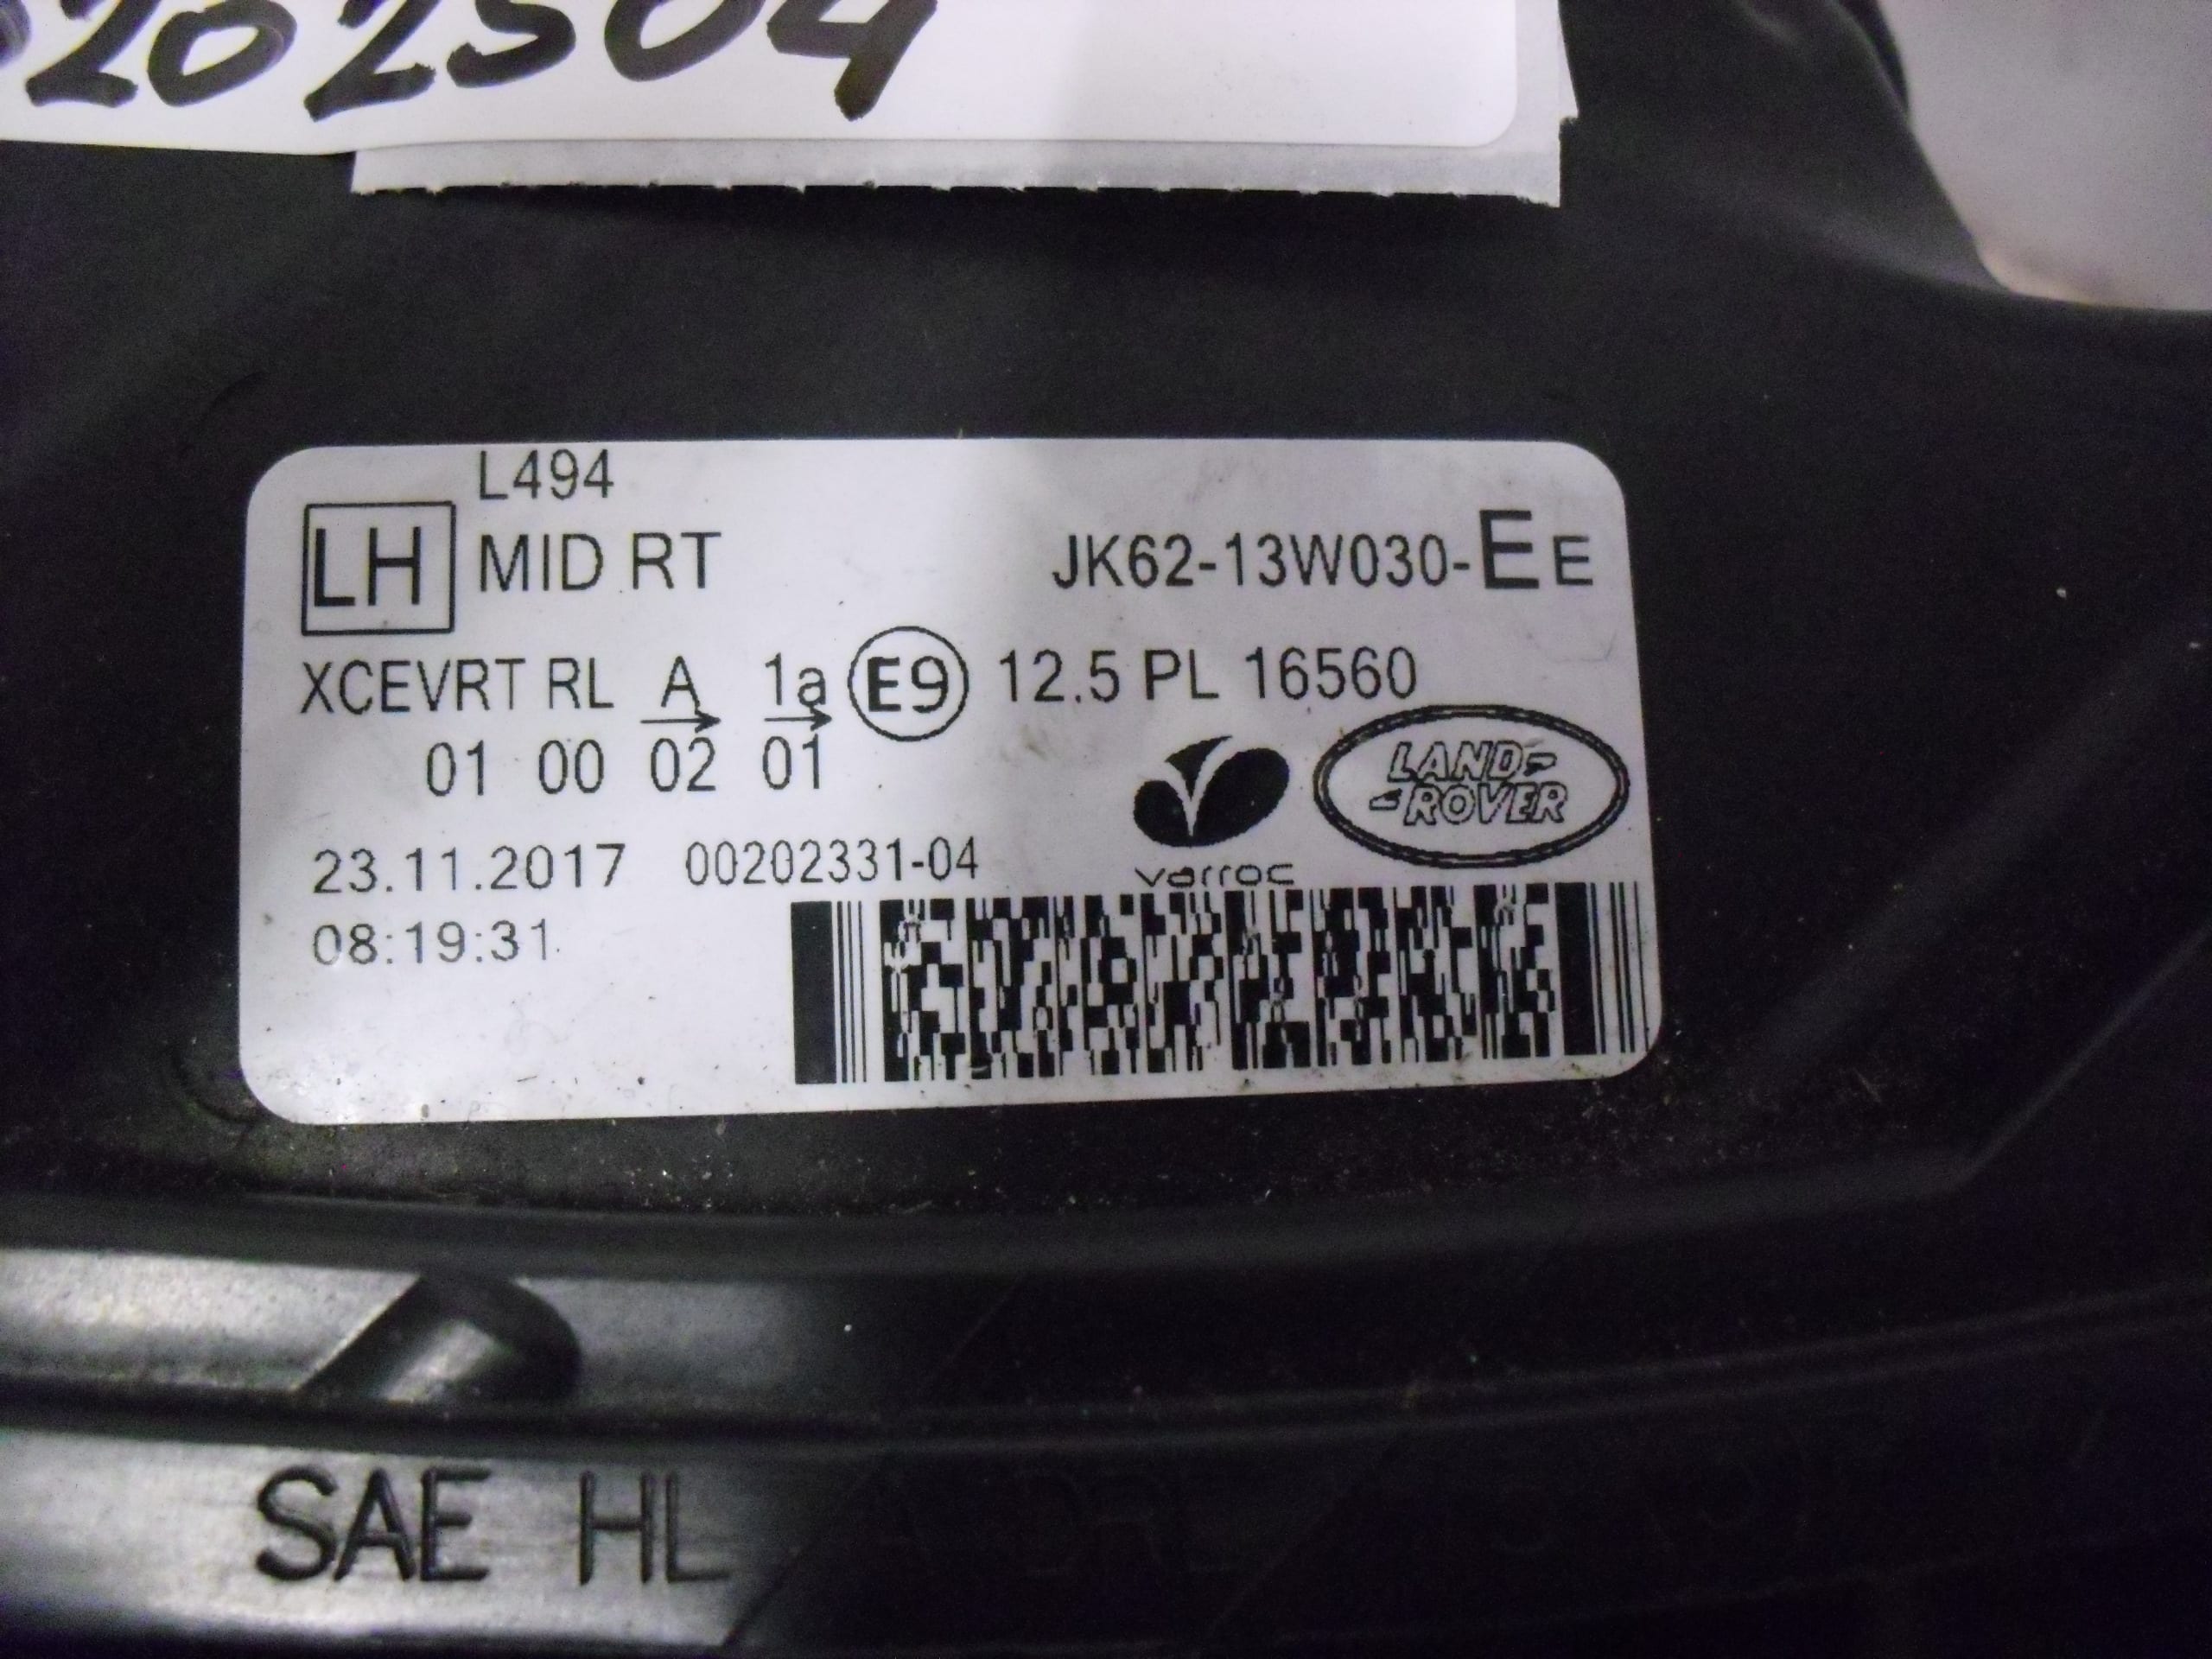 202504
L494
LH MID RT JK62-13W030-EE
XCEVRT RL A 1a E9 12.5 PL 16560
01 00 02 01
LAND-
-ROVER
23.11.2017 00202331-04 varroc
08:19:31
SAE HL